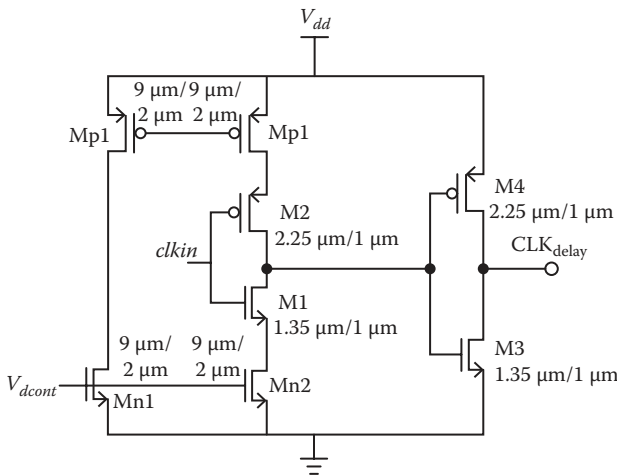 V_dd
9 µm/ 9 µm/
2 µm 2 µm
Mp1
Mp1
M2
2.25 µm/1 µm
M4
2.25 µm/1 µm
clkin
CLK_delay
M1
1.35 µm/1 µm
M3
1.35 µm/1 µm
9 µm/ 9 µm/
2 µm 2 µm
V_dcont
Mn1
Mn2